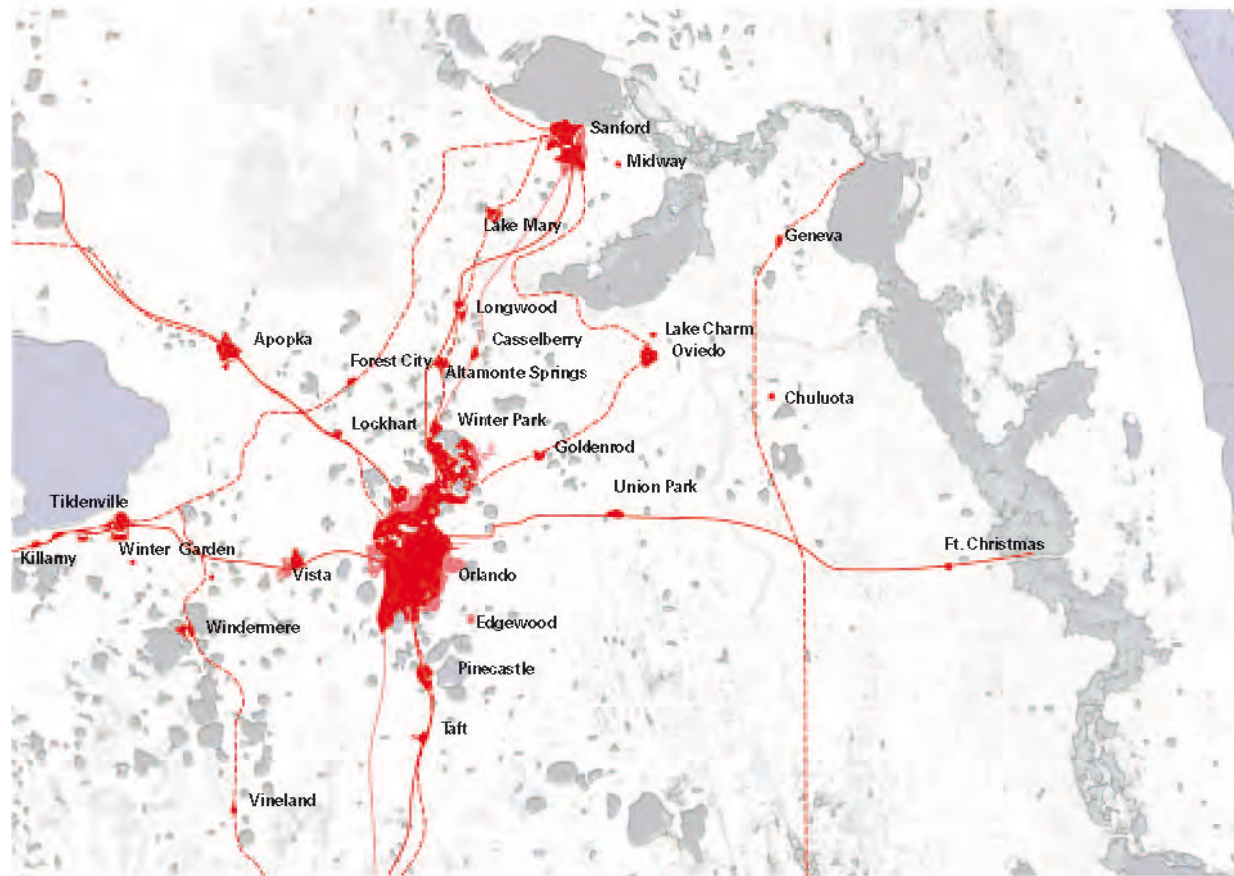 Sanford
Midway
Lake Mary
Geneva
Longwood
Lake Charm
Casselberry
Oviedo
Apopka
Forest City
Altamonte Springs
Chuluota
Lockhart
Winter Park
Goldenrod
Union Park
Tildenville
Ft. Christmas
Killarny
Winter Garden
Vista
Orlando
Edgewood
Windermere
Pinecastle
Taft
Vineland